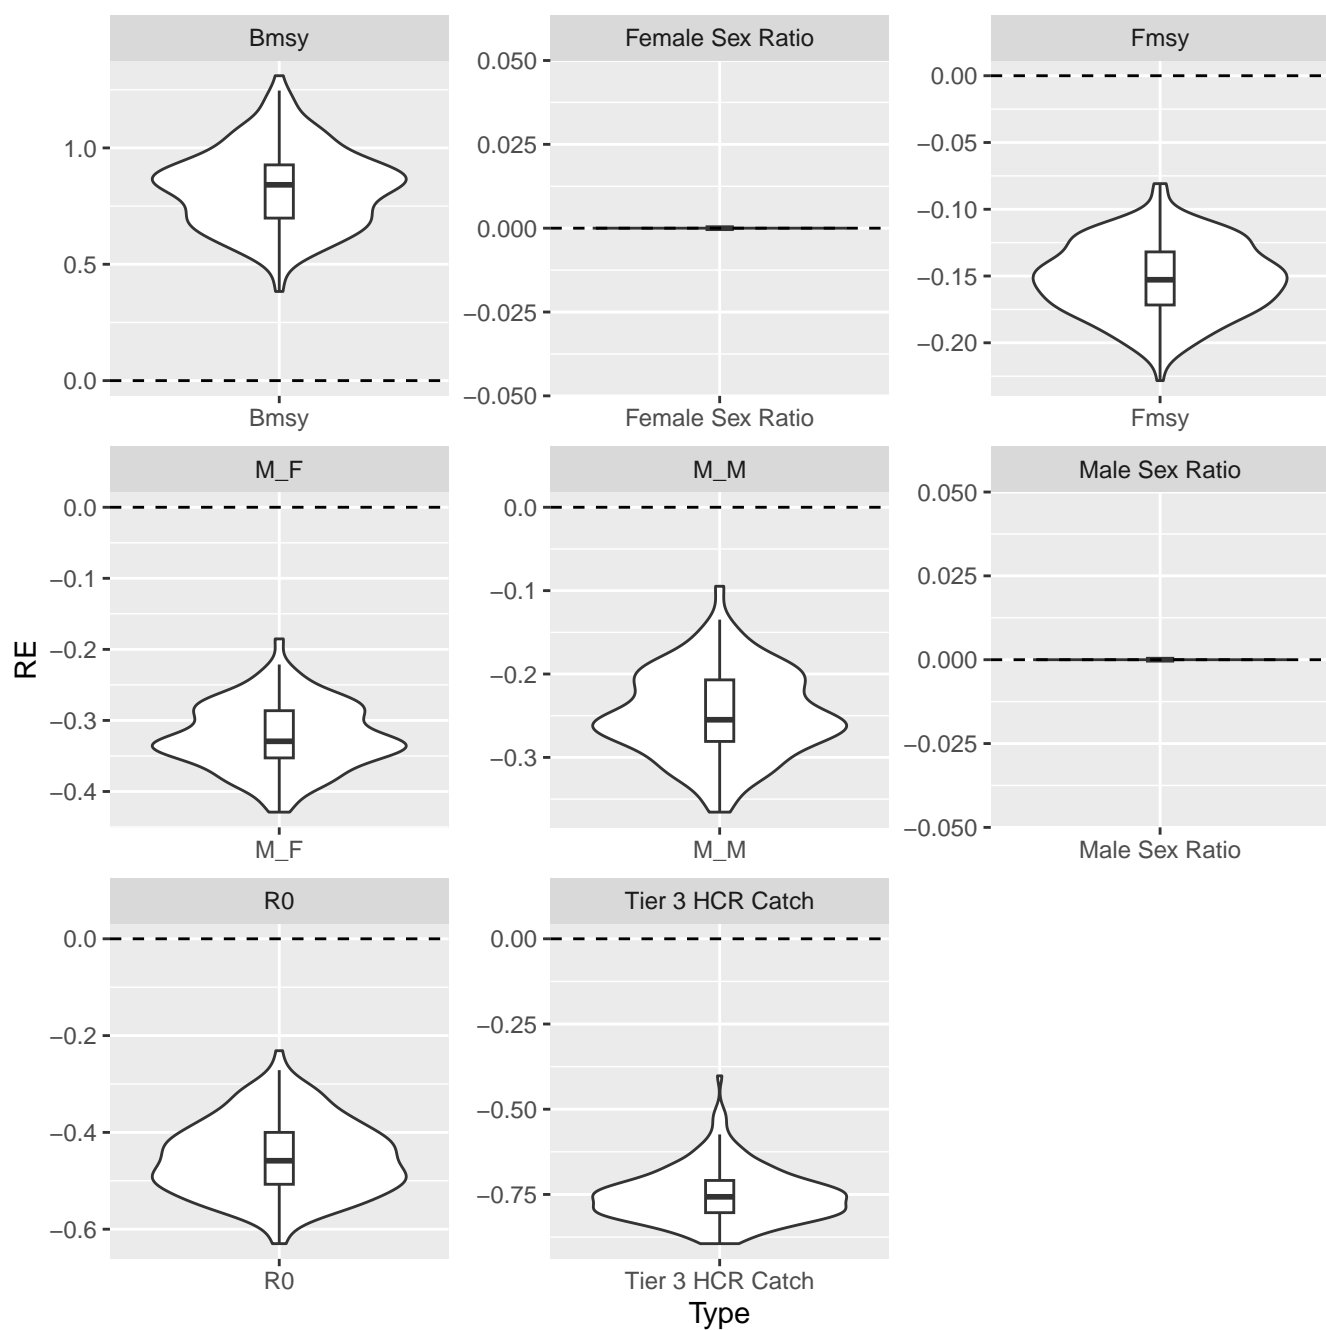 Bmsy
Female Sex Ratio
Fmsy
1.0
0.5
0.0
Bmsy
0.050
0.025
0.000
−0.025
−0.050
Female Sex Ratio
0.00
−0.05
−0.10
−0.15
−0.20
Fmsy
RE
M_F
M_M
Male Sex Ratio
0.0
−0.1
−0.2
−0.3
−0.4
M_F
0.0
−0.1
−0.2
−0.3
M_M
0.050
0.025
0.000
−0.025
−0.050
Male Sex Ratio
R0
Tier 3 HCR Catch
0.0
−0.2
−0.4
−0.6
R0
0.00
−0.25
−0.50
−0.75
Tier 3 HCR Catch
Type